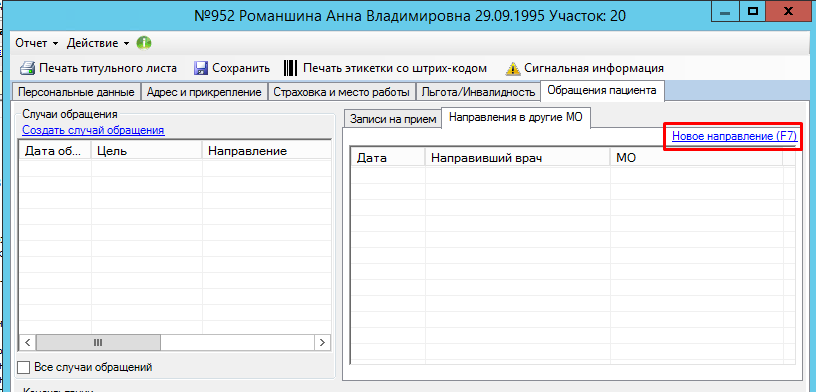 №952 Романшина Анна Владимировна 29.09.1995 Участок: 20
Отчет Действие
Печать титульного листа Сохранить Печать этикетки со штрих-кодом Сигнальная информация
Персональные данные Адрес и прикрепление Страховка и место работы Льгота/Инвалидность Обращения пациента
Случаи обращения
Создать случай обращения
Дата об... Цель Направление
Все случаи обращений
Записи на прием Направления в другие МО
Новое направление (F7)
Дата Направивший врач МО